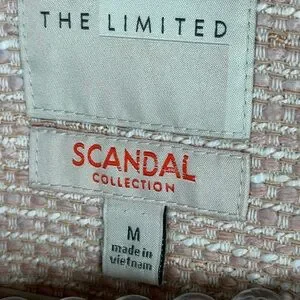 THE LIMITED
SCANDAL
COLLECTION
M
made in
vietnam